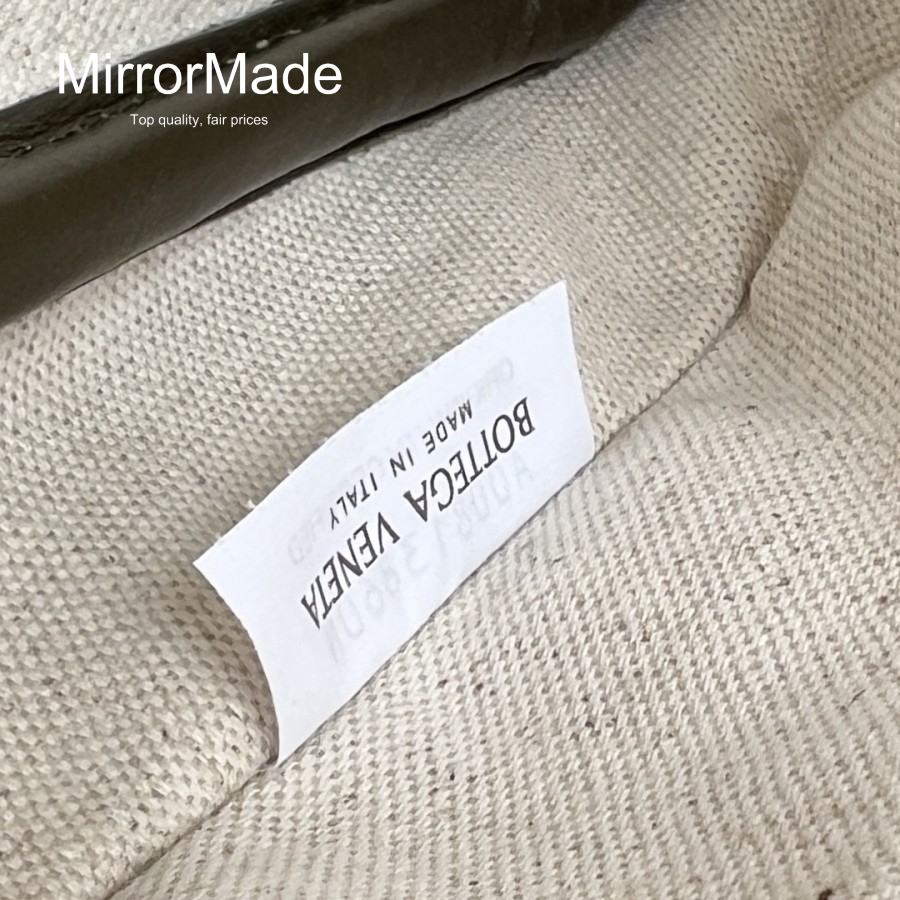 MirrorMade
Top quality, fair prices
BOTTEGA VENETA
MADE IN ITALY